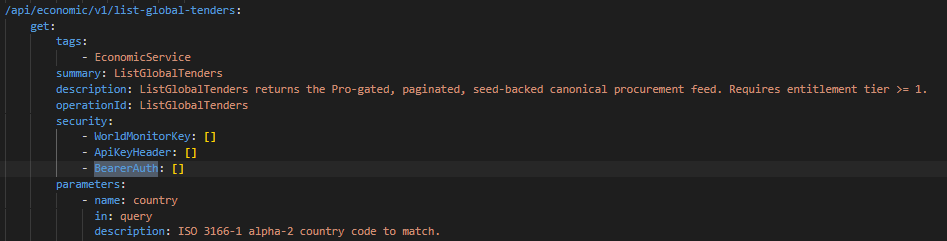 /api/economic/v1/list-global-tenders:
get:
tags:
- EconomicService
summary: ListGlobalTenders
description: ListGlobalTenders returns the Pro-gated, paginated, seed-backed canonical procurement feed. Requires entitlement tier >= 1.
operationId: ListGlobalTenders
security:
- WorldMonitorKey: []
- ApiKeyHeader: []
- BearerAuth: []
parameters:
- name: country
in: query
description: ISO 3166-1 alpha-2 country code to match.